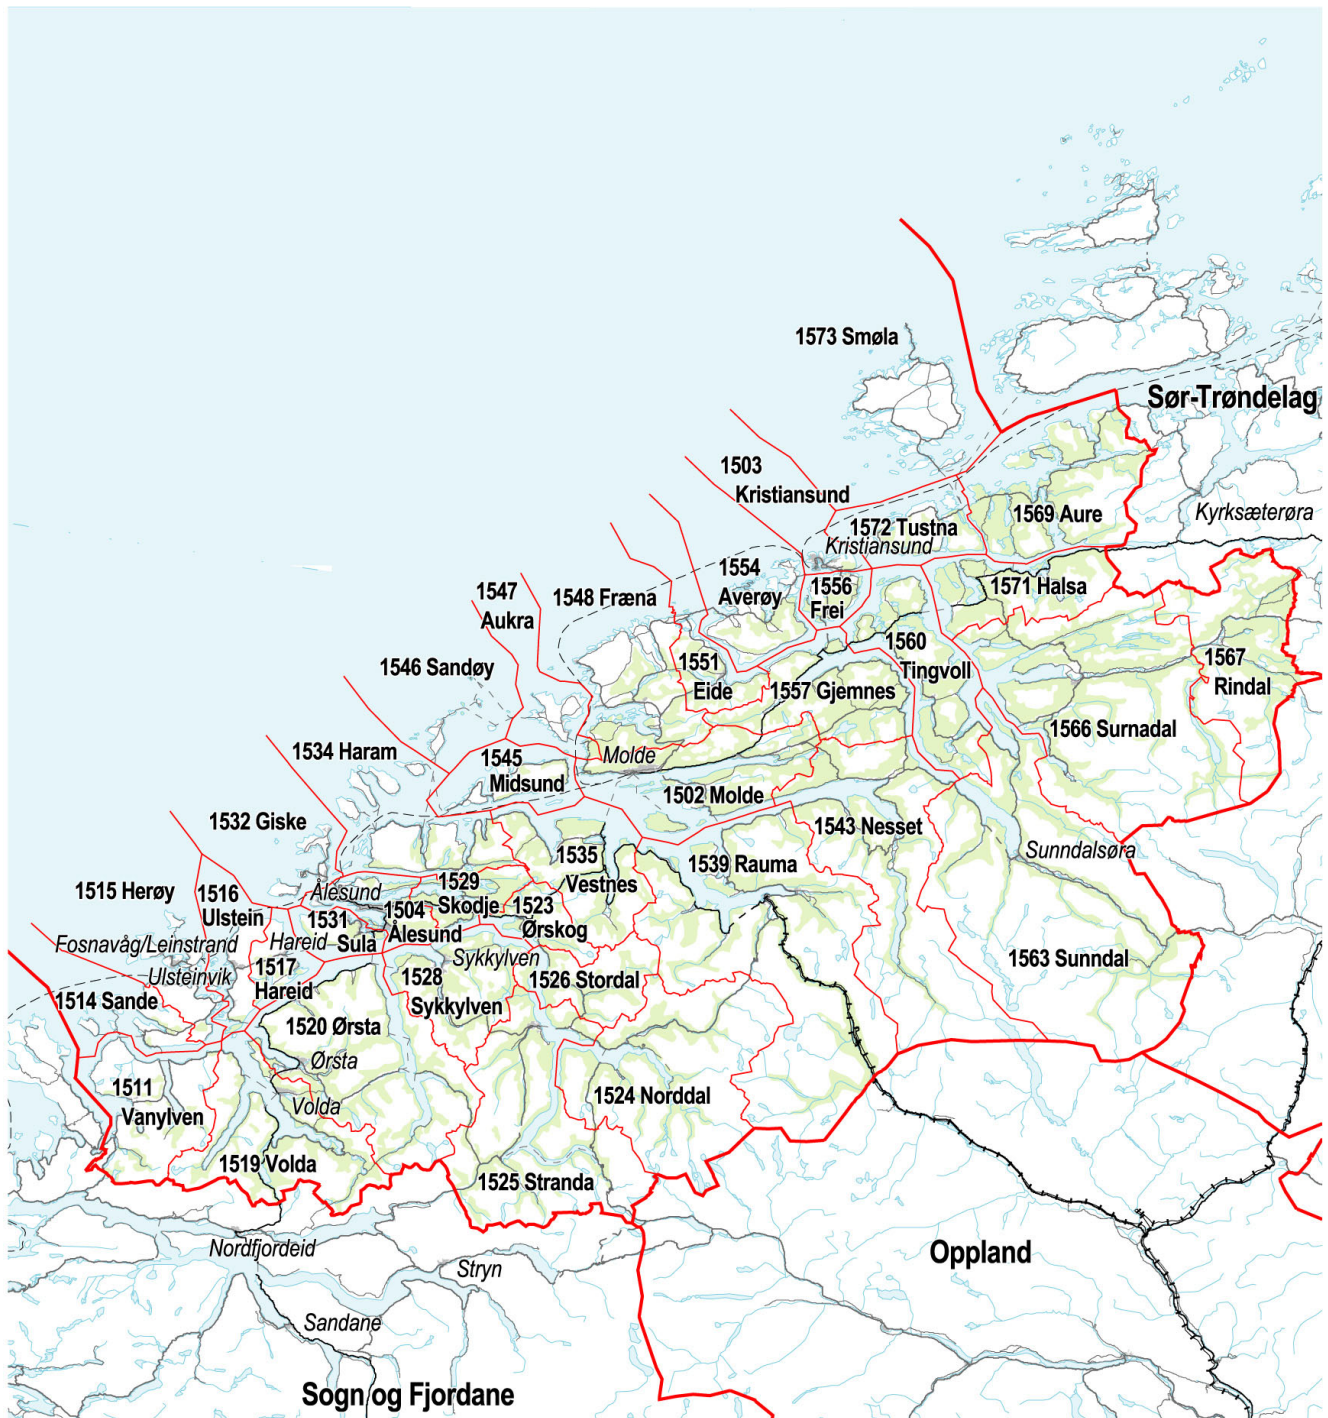 1573 Smøla
Sør-Trøndelag
1503
Kristiansund
1572 Tustna
1569 Aure
Kyrksæterøra
Kristiansund
1554
Averøy
1556
Frei
1571 Halsa
1547
Aukra
1548 Fræna
1546 Sandøy
1551
Eide
1557 Gjemnes
1560
Tingvoll
1567
Rindal
1566 Surnadal
1534 Haram
1545
Midsund
Molde
1502 Molde
1532 Giske
1543 Nesset
Sunndalsøra
1535
Vestnes
1539 Rauma
1515 Herøy
1516
Ulstein
Ålesund
1529
Skodje
1504
Ålesund
1523
Ørskog
1531
Sula
Fosnavåg/Leinstrand
Hareid
Ulsteinvik
1517
Hareid
Sykkylven
1528
Sykkylven
1526 Stordal
1563 Sunndal
1514 Sande
1520 Ørsta
Ørsta
1511
Vanylven
Volda
1524 Norddal
1519 Volda
1525 Stranda
Nordfjordeid
Stryn
Oppland
Sandane
Sogn og Fjordane